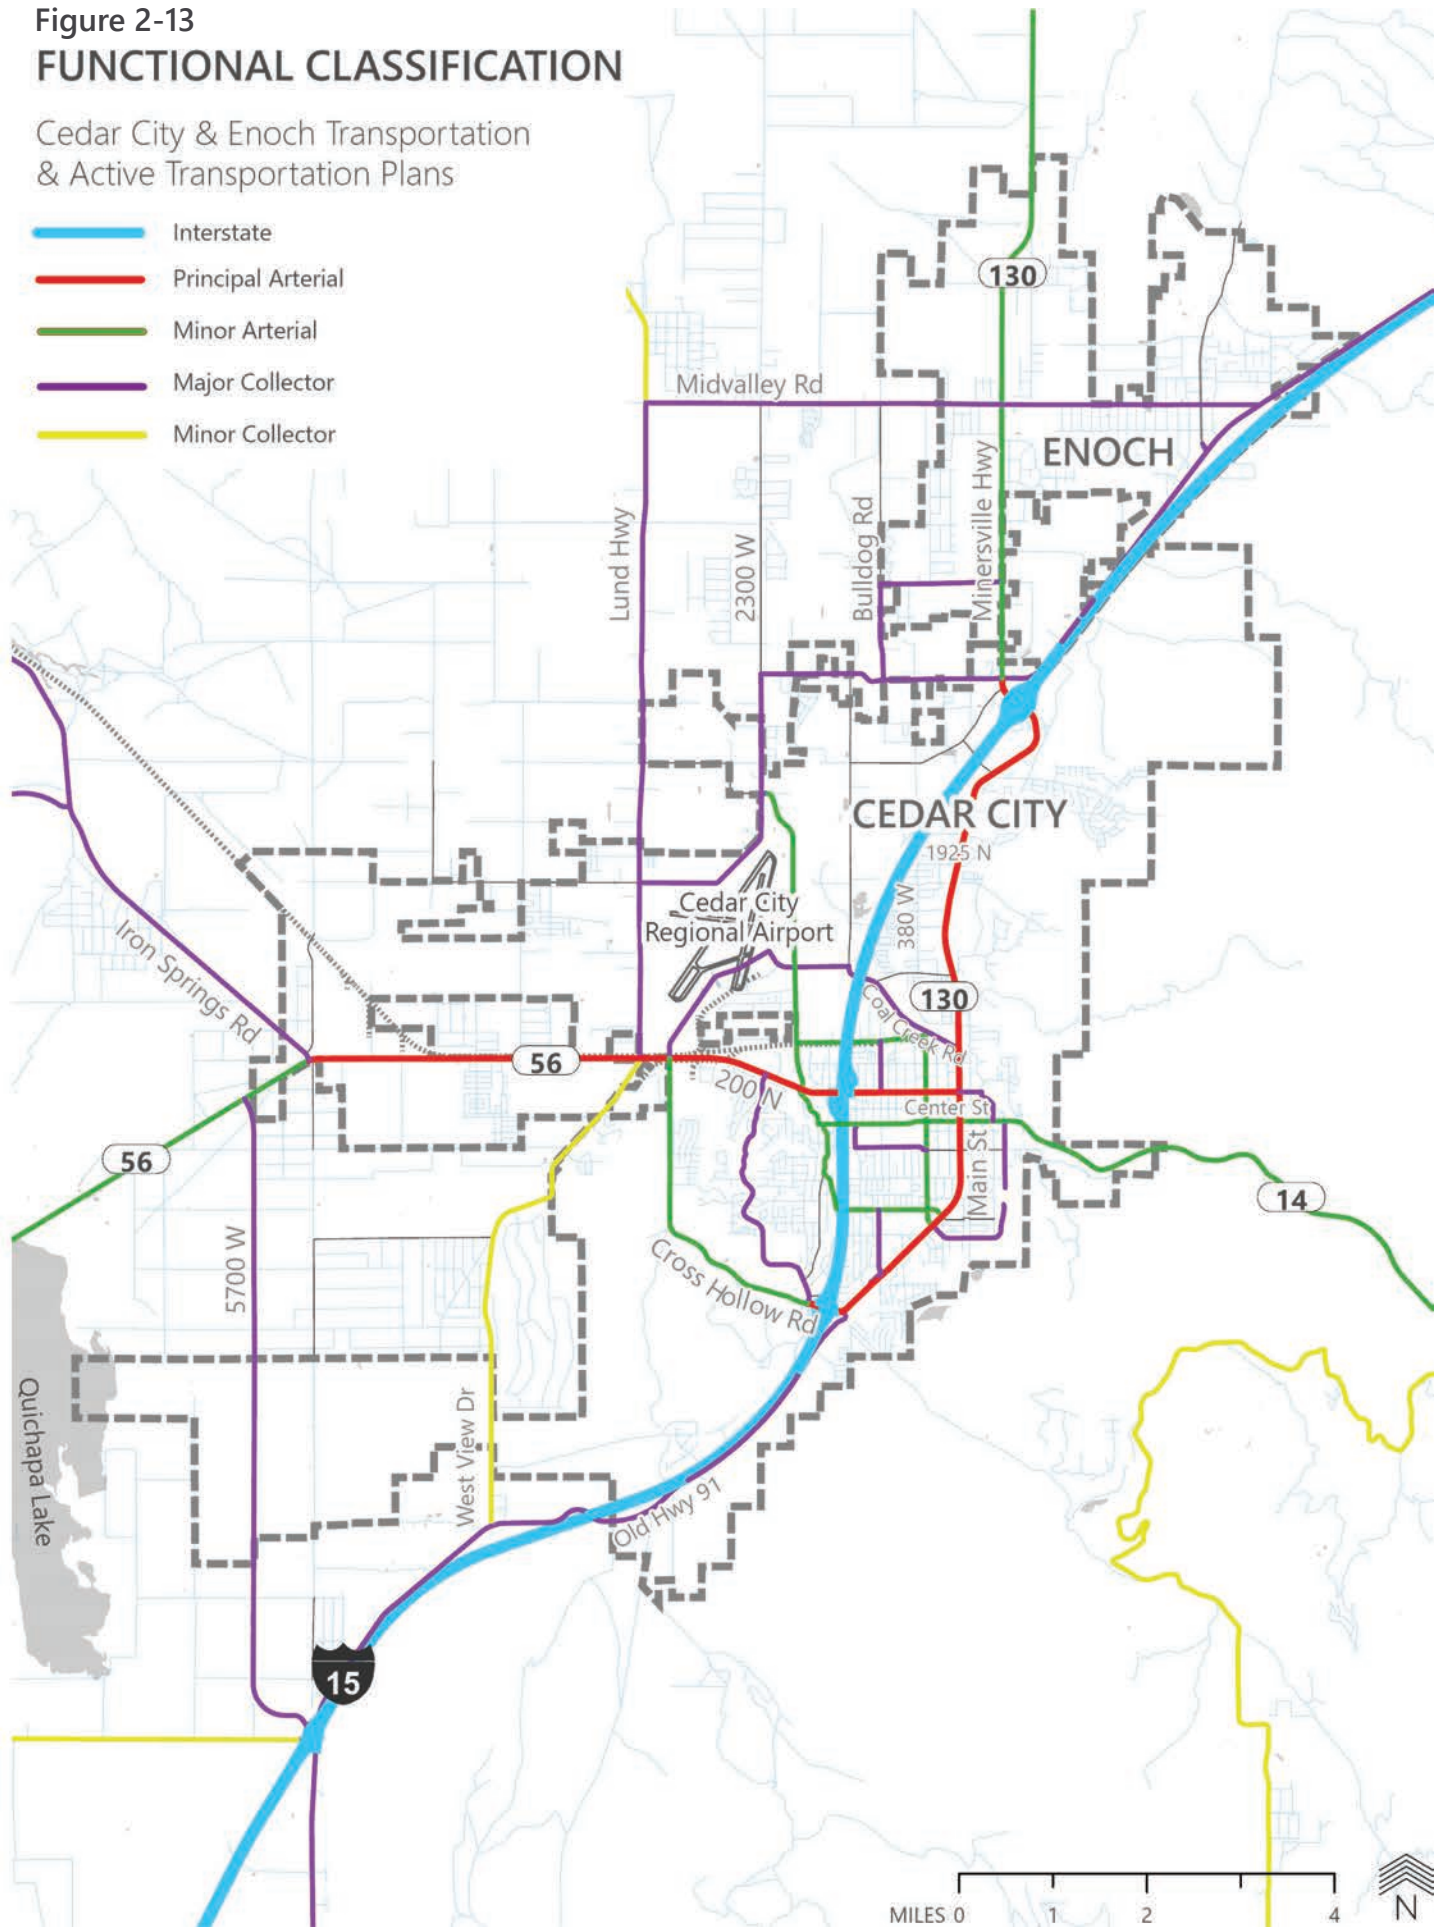 Figure 2-13
FUNCTIONAL CLASSIFICATION
Cedar City & Enoch Transportation
& Active Transportation Plans
Interstate
Principal Arterial
Minor Arterial
Major Collector
Minor Collector
130
Midvalley Rd
ENOCH
Lund Hwy
2300 W
Bulldog Rd
Minersville Hwy
CEDAR CITY
1925 N
380 W
Cedar City
Regional Airport
Iron Springs Rd
130
Coal Creek Rd
56
200 N
Center St
Main St
56
14
5700 W
Cross Hollow Rd
Quichapa Lake
West View Dr
Old Hwy 91
15
MILES 0 1 2 4
N